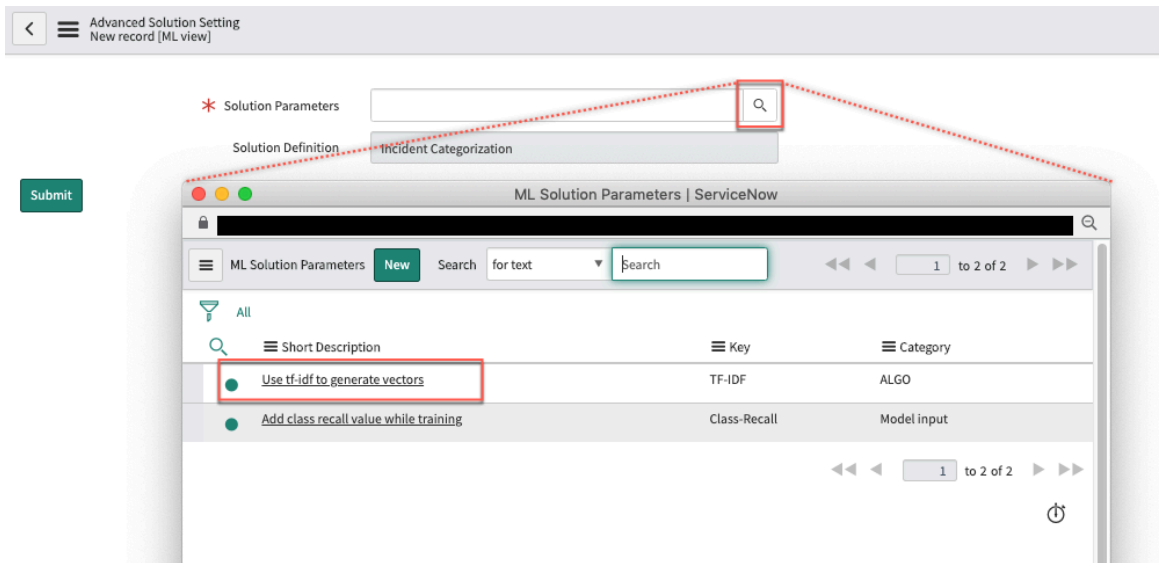 Advanced Solution Setting
New record [ML view]
Solution Parameters
Solution Definition
Incident Categorization
Submit
ML Solution Parameters | ServiceNow
ML Solution Parameters New Search for text Search 1 to 2 of 2
All
Short Description Key Category
Use tf-idf to generate vectors TF-IDF ALGO
Add class recall value while training Class-Recall Model input
1 to 2 of 2